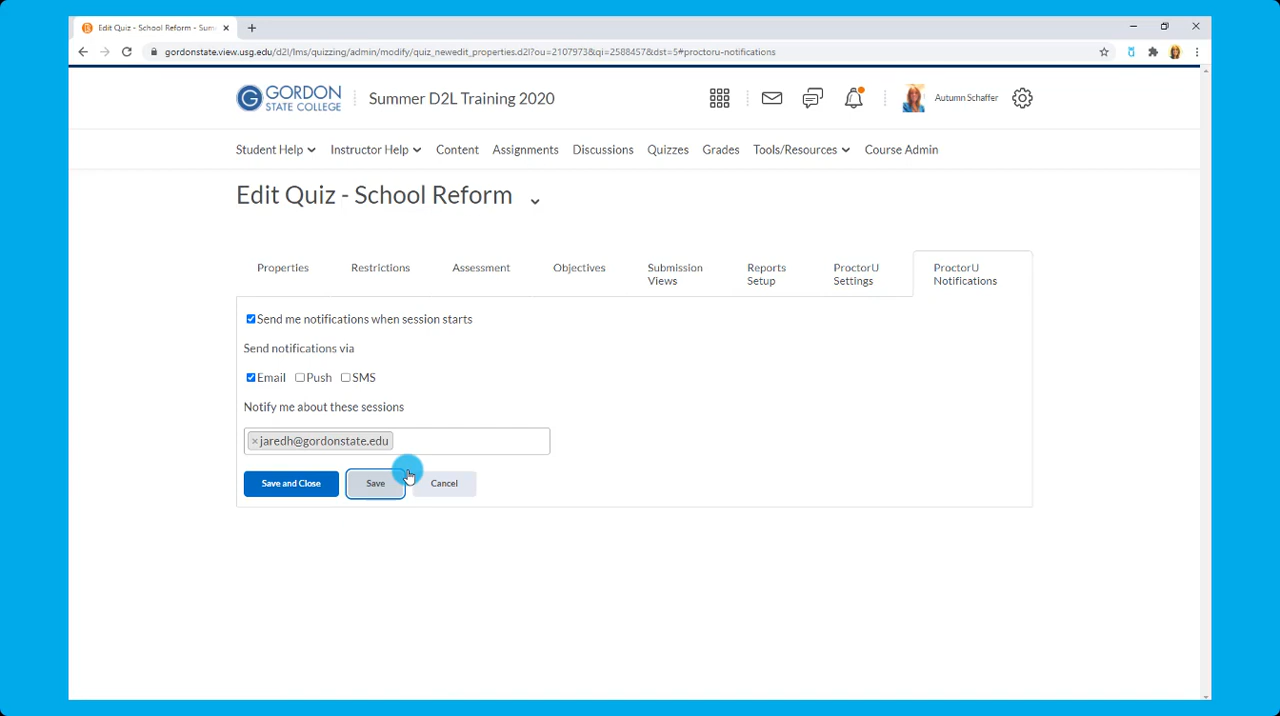 Edit Quiz - School Reform - Sum
gordonstate.view.usg.edu/d2l/lms/quizzing/admin/modify/quiz_newedit_properties.d2l?ou=2107973&qi=2588457&dst=5#proctoru-notifications
GORDON
STATE COLLEGE
Summer D2L Training 2020
Autumn Schaffer
Student Help Instructor Help Content Assignments Discussions Quizzes Grades Tools/Resources Course Admin
Edit Quiz - School Reform
Properties Restrictions Assessment Objectives Submission Views Reports Setup ProctorU Settings ProctorU Notifications
Send me notifications when session starts
Send notifications via
Email Push SMS
Notify me about these sessions
× jaredh@gordonstate.edu
Save and Close Save Cancel